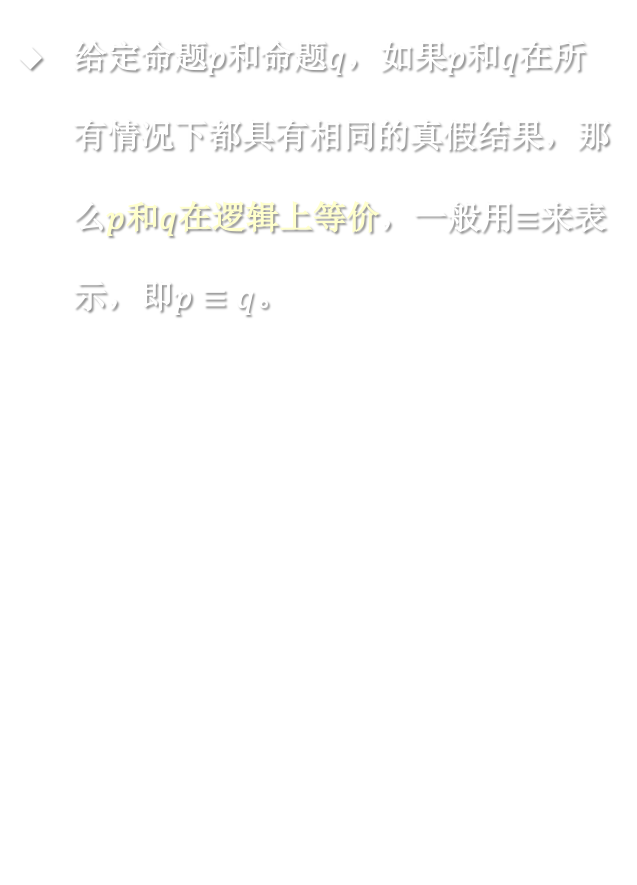 ◆ 给定命题p和命题q，如果p和q在所
有情况下都具有相同的真假结果，那
么p和q在逻辑上等价，一般用≡来表
示，即p ≡ q。